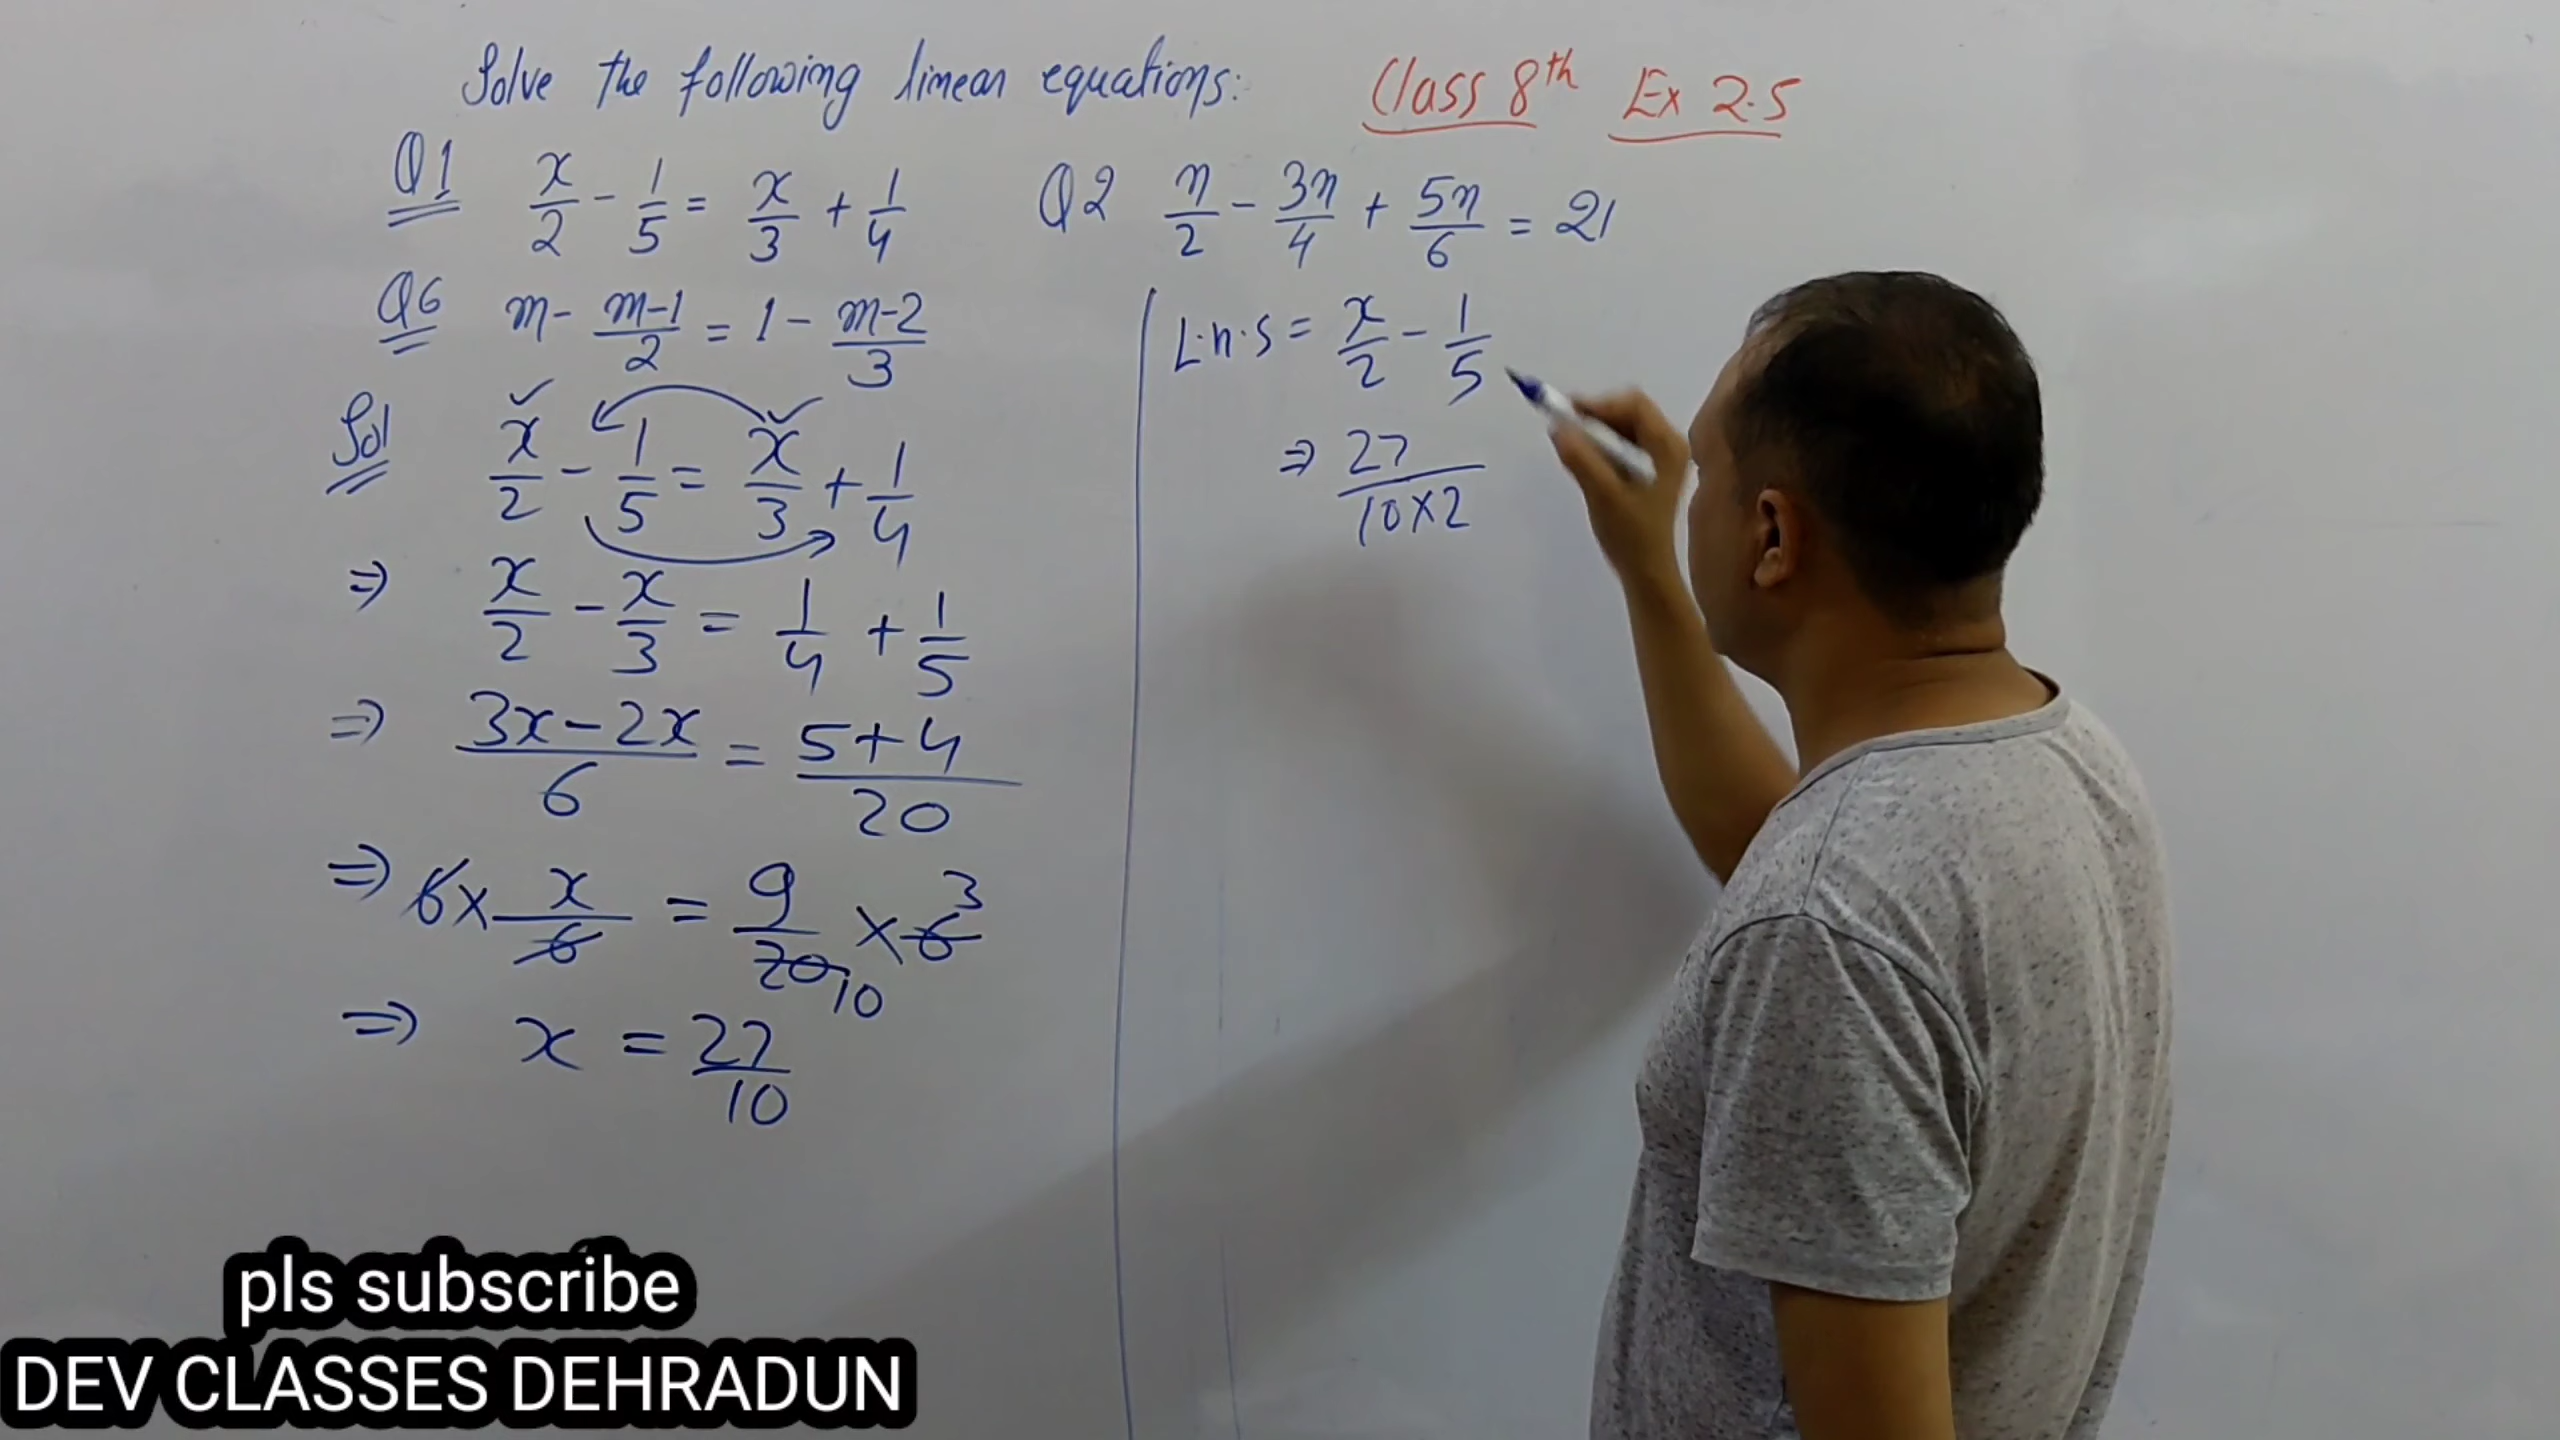 Solve the following linear equations: Class 8th Ex 2.5
Q1 x/2 - 1/5 = x/3 + 1/4
Q2 n/2 - 3n/4 + 5n/6 = 21
Q6 m - (m-1)/2 = 1 - (m-2)/3
Sol x/2 - 1/5 = x/3 + 1/4
⇒ x/2 - x/3 = 1/4 + 1/5
⇒ (3x-2x)/6 = (5+4)/20
⇒ 6 × x/6 = 9/20 10 × 6 3
⇒ x = 27/10
L.H.S = x/2 - 1/5
⇒ 27/(10×2)
pls subscribe
DEV CLASSES DEHRADUN